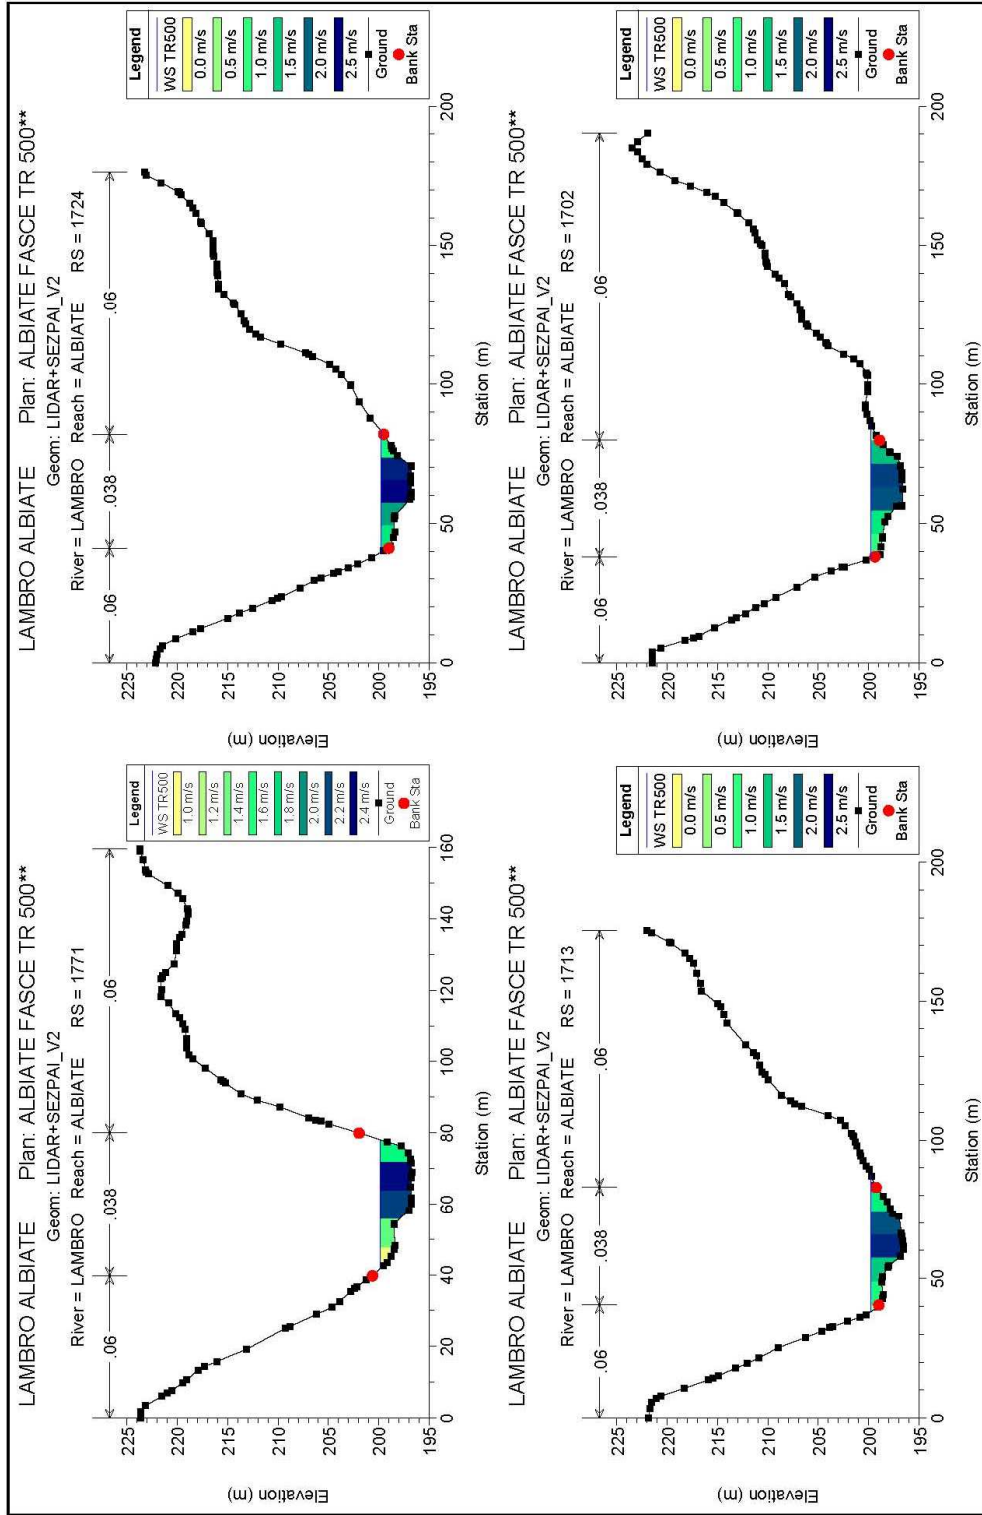 LAMBRO ALBIATE Plan: ALBIATE FASCE TR 500**
Geom: LIDAR+SEZPAI_V2
River = LAMBRO Reach = ALBIATE RS = 1771
.06
.038
.06
Legend
WS TR500
1.0 m/s
1.2 m/s
1.4 m/s
1.6 m/s
1.8 m/s
2.0 m/s
2.2 m/s
2.4 m/s
Ground
Bank Sta
225
220
215
210
205
200
195
Elevation (m)
0 20 40 60 80 100 120 140 160
Station (m)
LAMBRO ALBIATE Plan: ALBIATE FASCE TR 500**
Geom: LIDAR+SEZPAI_V2
River = LAMBRO Reach = ALBIATE RS = 1724
.06
.038
.06
Legend
WS TR500
0.0 m/s
0.5 m/s
1.0 m/s
1.5 m/s
2.0 m/s
2.5 m/s
Ground
Bank Sta
225
220
215
210
205
200
195
Elevation (m)
0 50 100 150 200
Station (m)
LAMBRO ALBIATE Plan: ALBIATE FASCE TR 500**
Geom: LIDAR+SEZPAI_V2
River = LAMBRO Reach = ALBIATE RS = 1713
.06
.038
.06
Legend
WS TR500
0.0 m/s
0.5 m/s
1.0 m/s
1.5 m/s
2.0 m/s
2.5 m/s
Ground
Bank Sta
225
220
215
210
205
200
195
Elevation (m)
0 50 100 150 200
Station (m)
LAMBRO ALBIATE Plan: ALBIATE FASCE TR 500**
Geom: LIDAR+SEZPAI_V2
River = LAMBRO Reach = ALBIATE RS = 1702
.06
.038
.06
Legend
WS TR500
0.0 m/s
0.5 m/s
1.0 m/s
1.5 m/s
2.0 m/s
2.5 m/s
Ground
Bank Sta
225
220
215
210
205
200
195
Elevation (m)
0 50 100 150 200
Station (m)